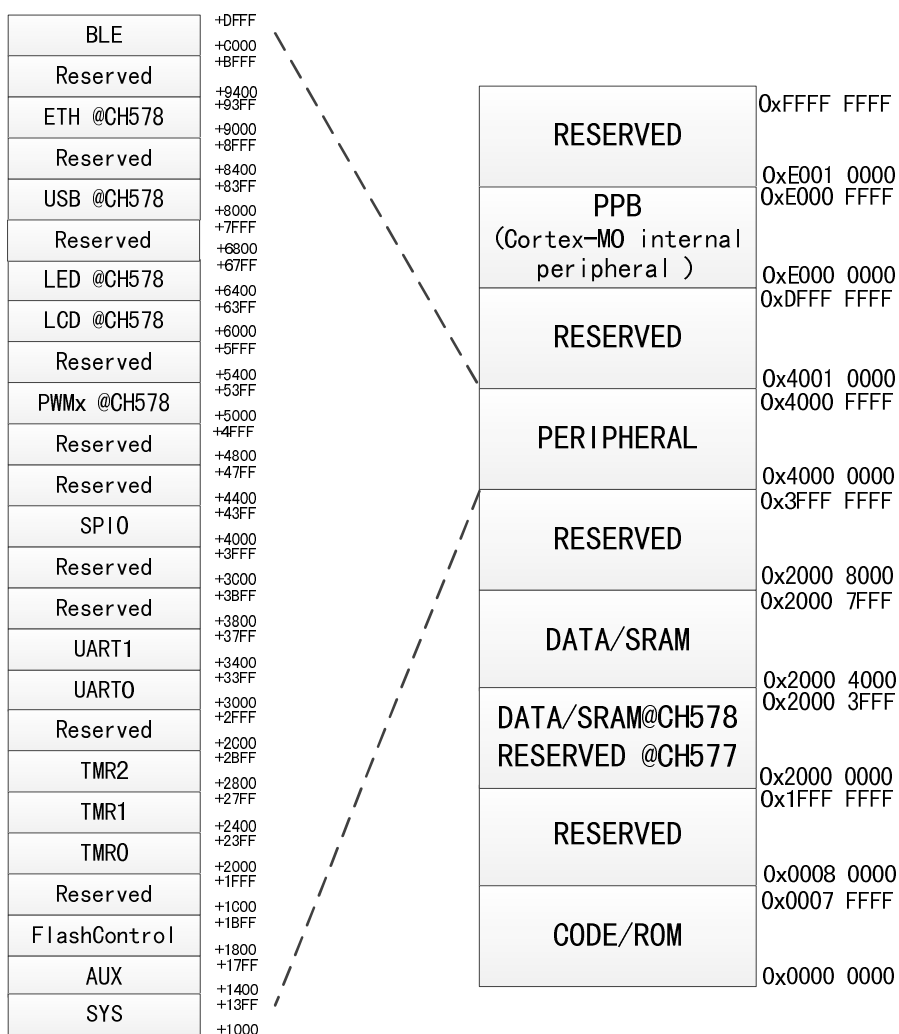 BLE
+DFFF
+C000
Reserved
+BFFF
+9400
ETH @CH578
+93FF
+9000
Reserved
+8FFF
+8400
USB @CH578
+83FF
+8000
Reserved
+7FFF
+6800
LED @CH578
+67FF
+6400
LCD @CH578
+63FF
+6000
Reserved
+5FFF
+5400
PWMx @CH578
+53FF
+5000
Reserved
+4FFF
+4800
Reserved
+47FF
+4400
SPI0
+43FF
+4000
Reserved
+3FFF
+3C00
Reserved
+3BFF
+3800
UART1
+37FF
+3400
UART0
+33FF
+3000
Reserved
+2FFF
+2C00
TMR2
+2BFF
+2800
TMR1
+27FF
+2400
TMR0
+23FF
+2000
Reserved
+1FFF
+1C00
FlashControl
+1BFF
+1800
AUX
+17FF
+1400
SYS
+13FF
+1000
RESERVED
0xFFFF FFFF
0xE001 0000
PPB
(Cortex-M0 internal
peripheral )
0xE000 FFFF
0xE000 0000
RESERVED
0xDFFF FFFF
0x4001 0000
PERIPHERAL
0x4000 FFFF
0x4000 0000
RESERVED
0x3FFF FFFF
0x2000 8000
DATA/SRAM
0x2000 7FFF
0x2000 4000
DATA/SRAM@CH578
RESERVED @CH577
0x2000 3FFF
0x2000 0000
RESERVED
0x1FFF FFFF
0x0008 0000
CODE/ROM
0x0007 FFFF
0x0000 0000